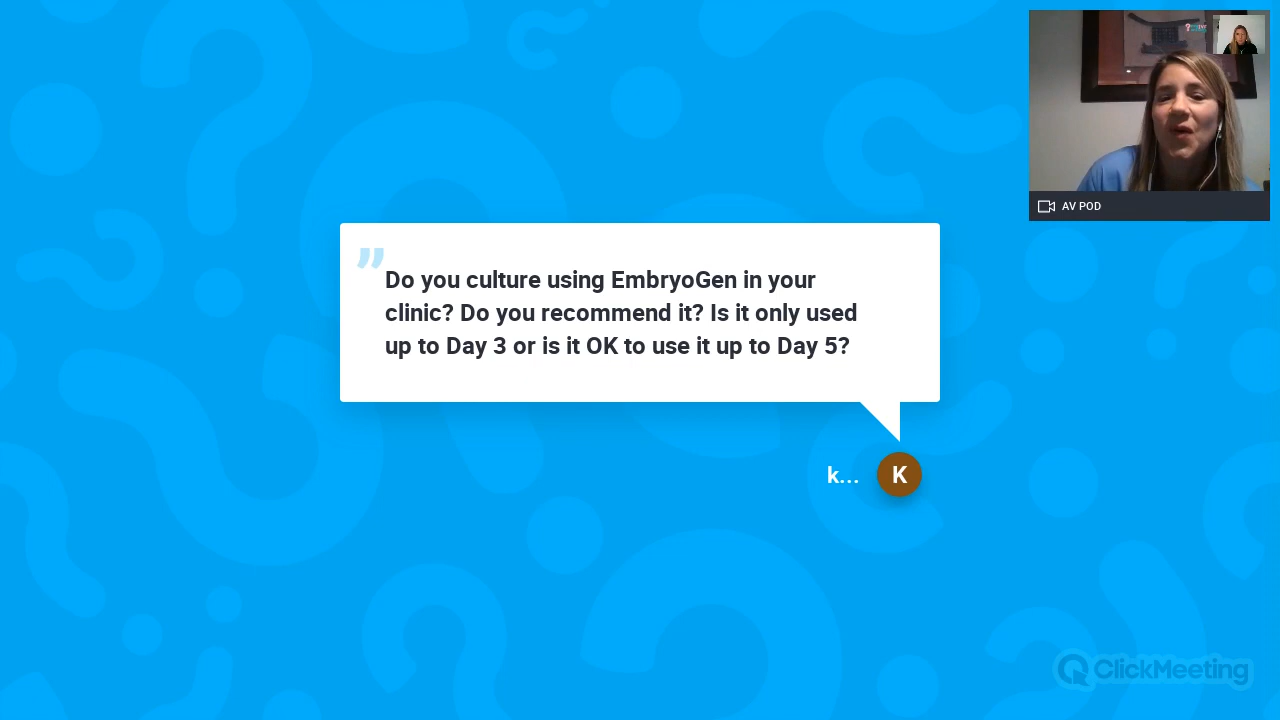 AV POD
”
Do you culture using EmbryoGen in your
clinic? Do you recommend it? Is it only used
up to Day 3 or is it OK to use it up to Day 5?
k... K
ClickMeeting